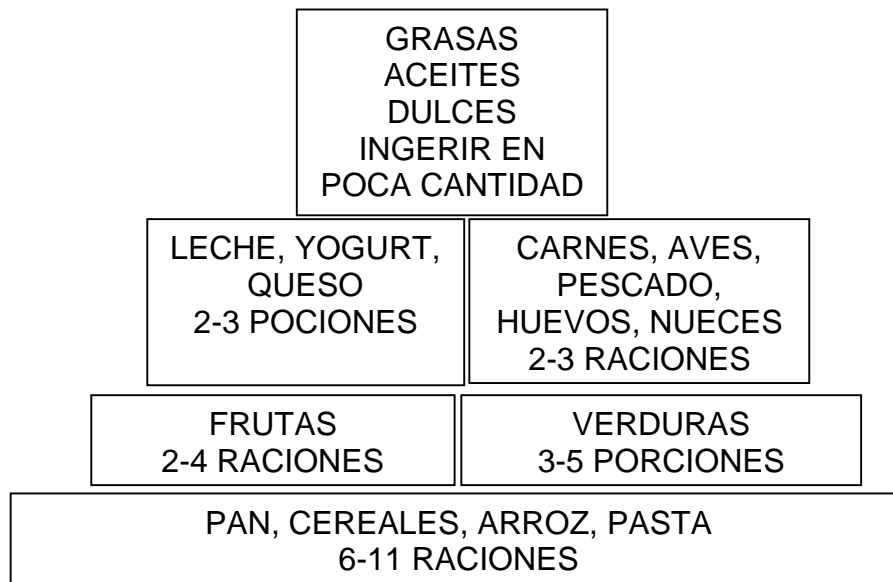 GRASAS
ACEITES
DULCES
INGERIR EN
POCA CANTIDAD
LECHE, YOGURT,
QUESO
2-3 POCIONES
CARNES, AVES,
PESCADO,
HUEVOS, NUECES
2-3 RACIONES
FRUTAS
2-4 RACIONES
VERDURAS
3-5 PORCIONES
PAN, CEREALES, ARROZ, PASTA
6-11 RACIONES